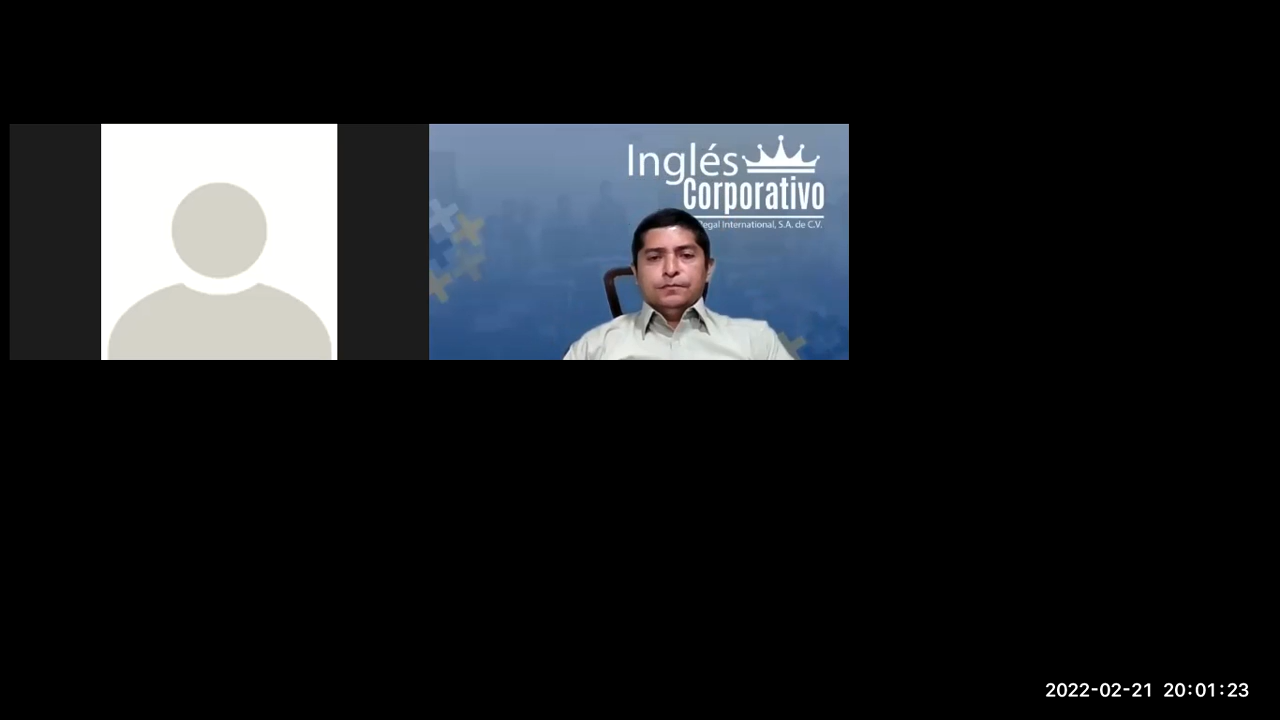 Inglés
Corporativo
Regal International, S.A. de C.V.
2022-02-21 20:01:23